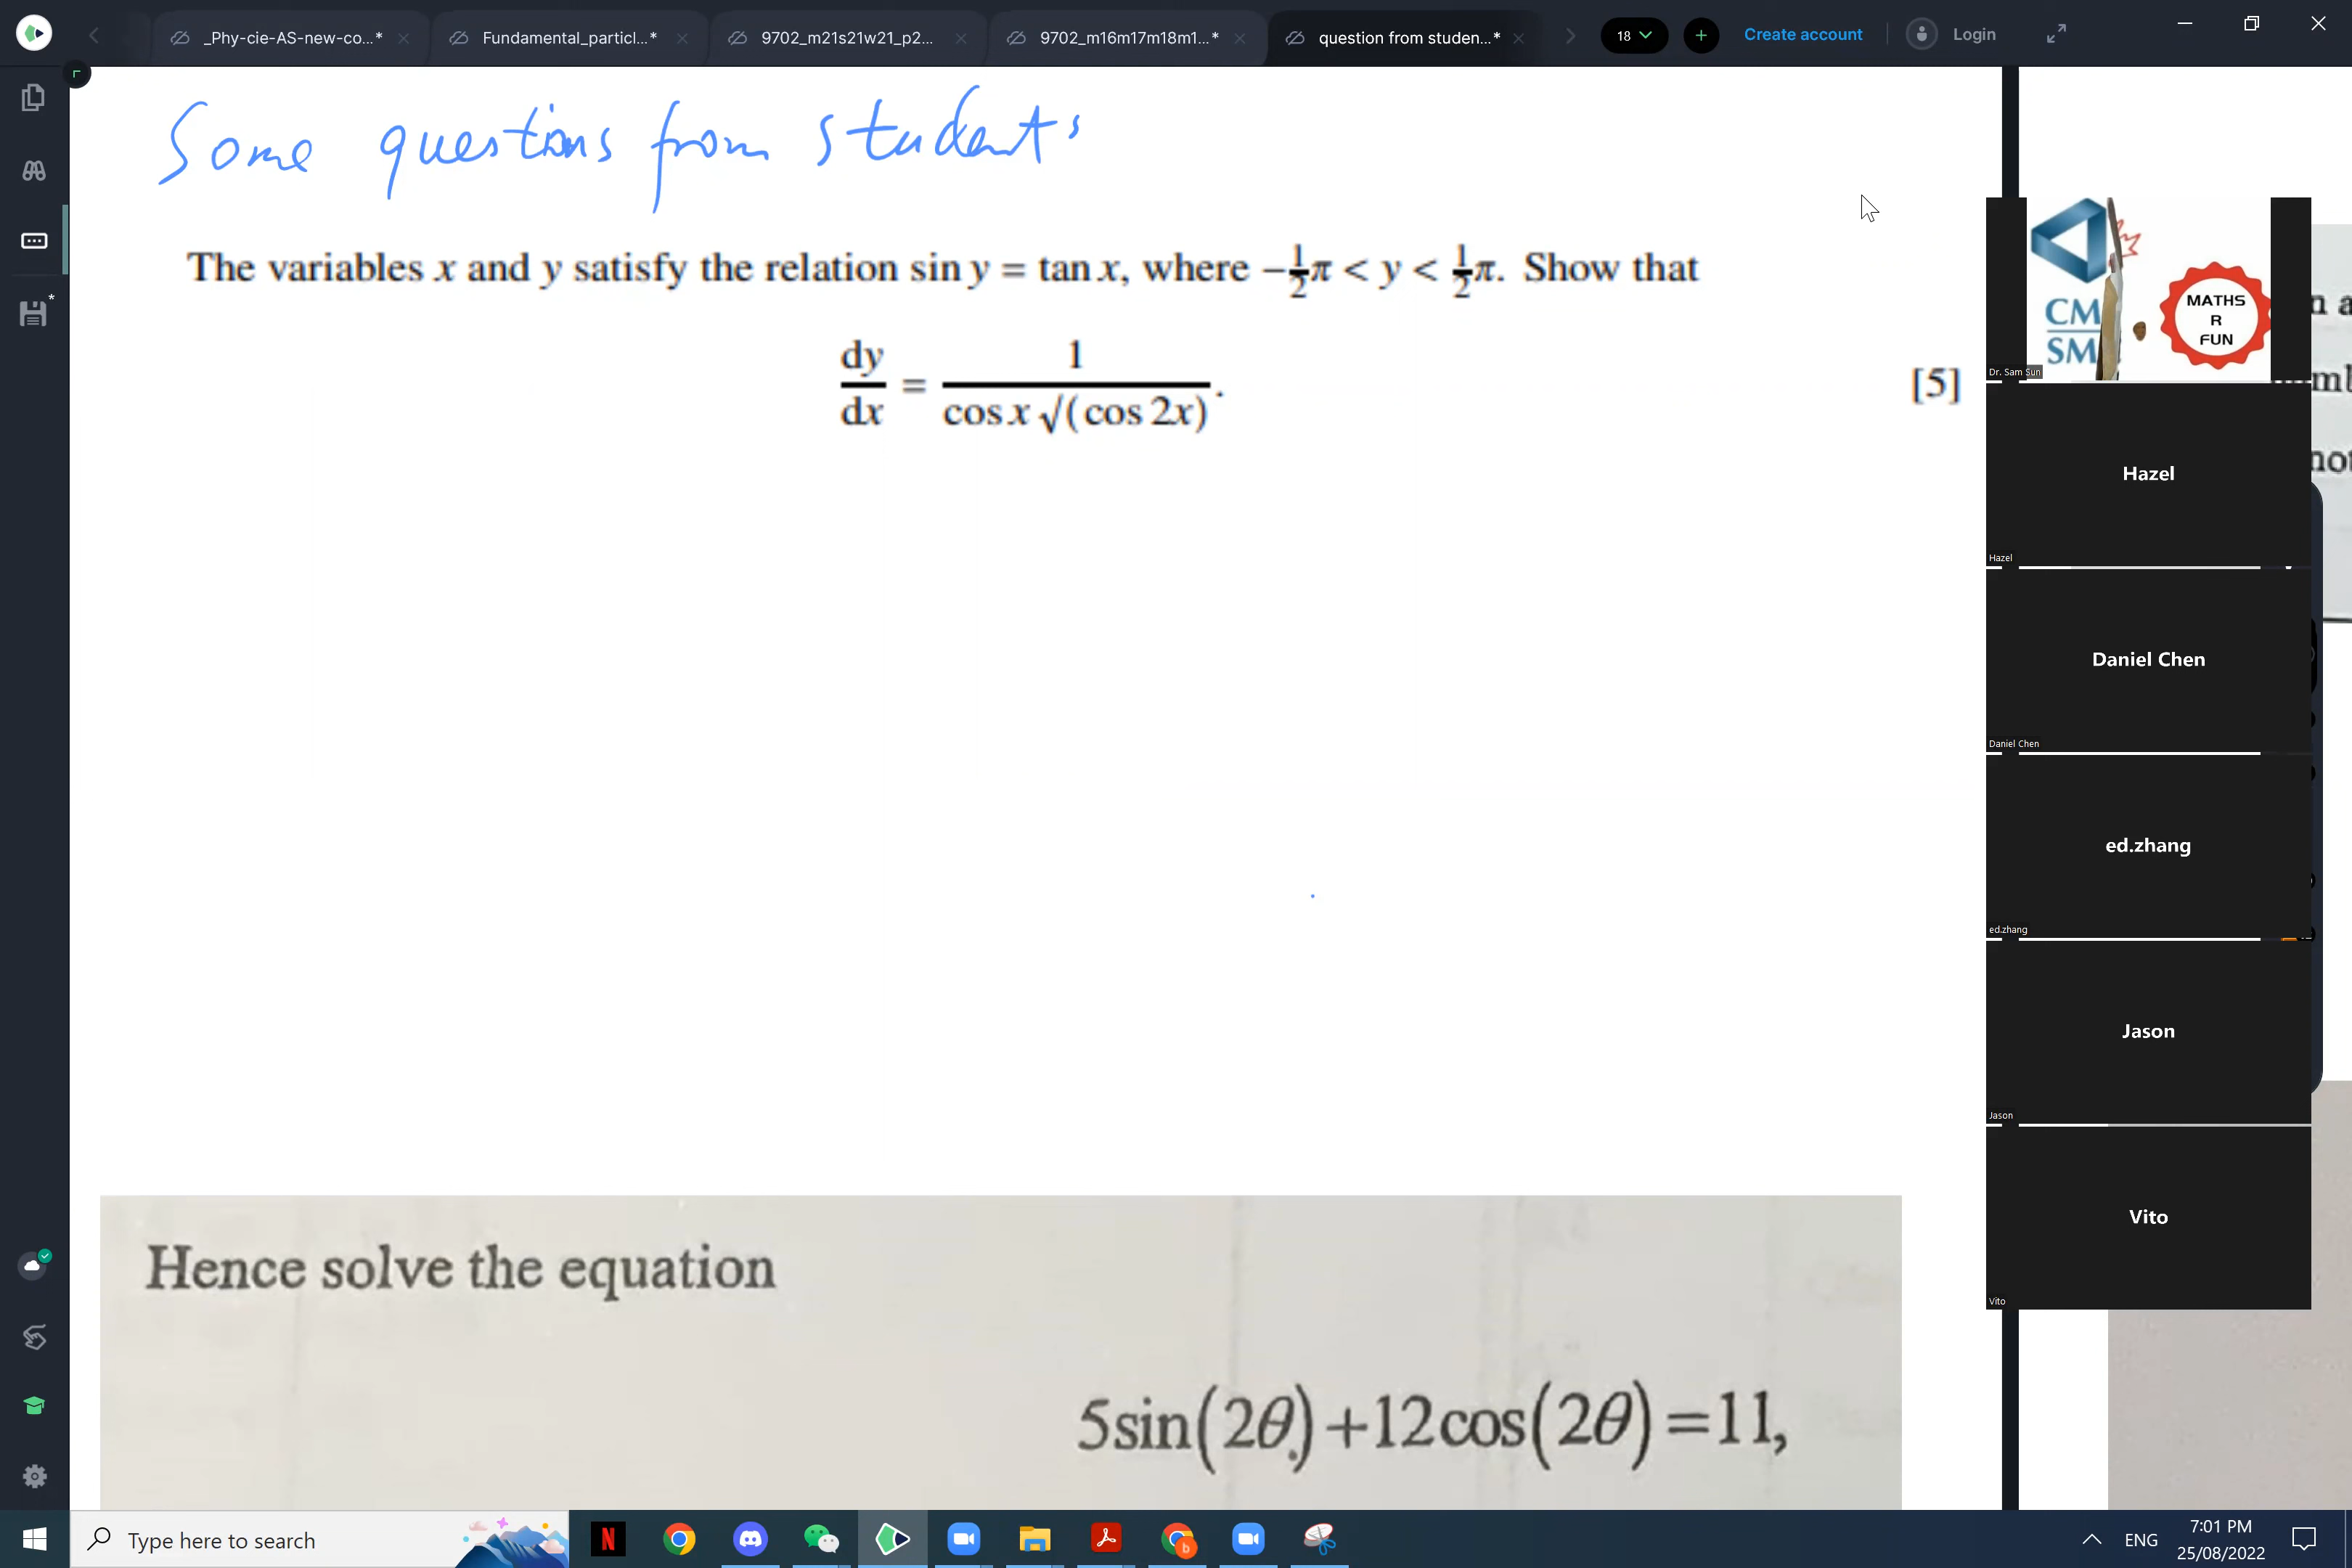 _Phy-cie-AS-new-co...*
Fundamental_particl...*
9702_m21s21w21_p2...
9702_m16m17m18m1...*
question from studen...*
18
Create account
Login
Some questions from students
The variables x and y satisfy the relation sin y = tan x, where −½π < y < ½π. Show that
dy/dx = 1/(cos x √(cos 2x)).
[5]
CM
SM
MATHS
R
FUN
Dr. Sam Sun
Hazel
Hazel
Daniel Chen
Daniel Chen
ed.zhang
ed.zhang
Jason
Jason
Vito
Vito
Hence solve the equation
5sin(2θ)+12cos(2θ)=11,
Type here to search
ENG
7:01 PM
25/08/2022